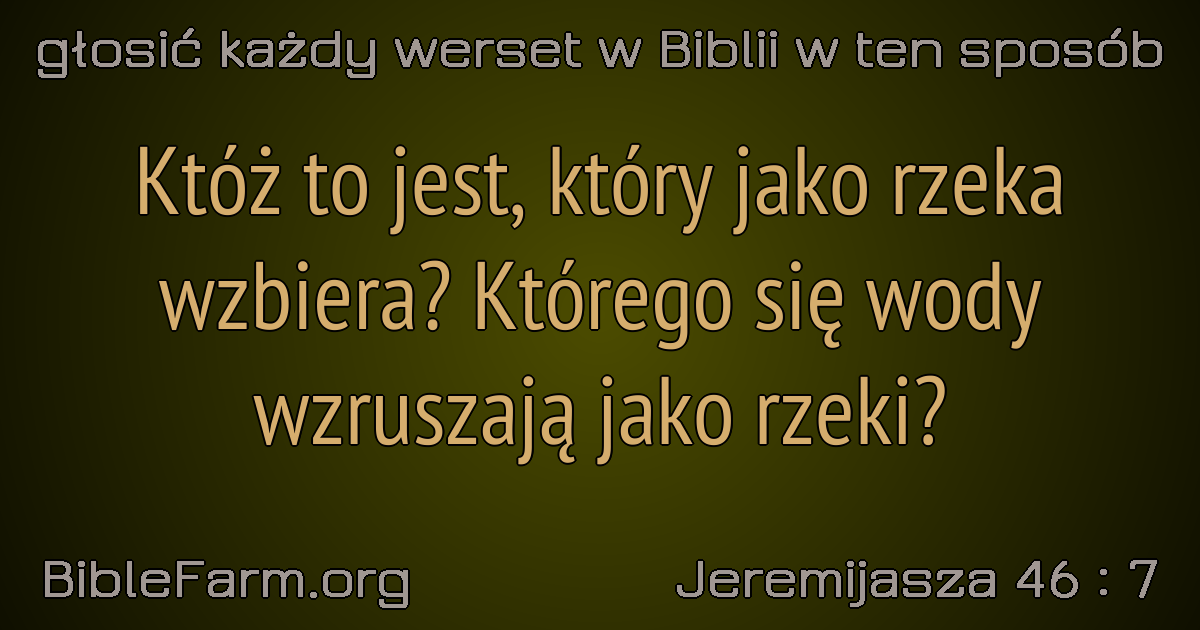 głosić każdy werset w Biblii w ten sposób
Któż to jest, który jako rzeka
wzbiera? Którego się wody
wzruszają jako rzeki?
BibleFarm.org
Jeremijasza 46 : 7